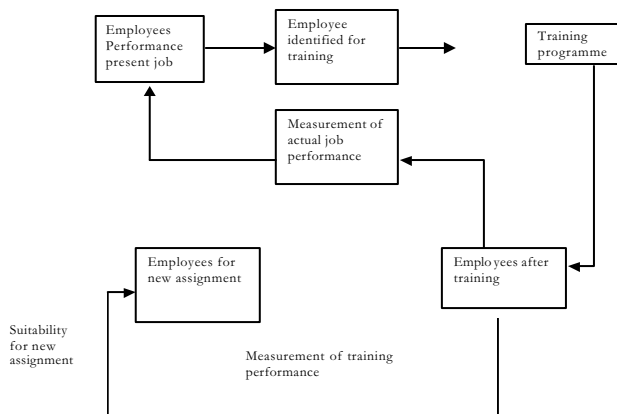 Employees
Performance
present job
Employee
identified for
training
Training
programme
Measurement of
actual job
performance
Employees for
new assignment
Employees after
training
Suitability
for new
assignment
Measurement of training
performance